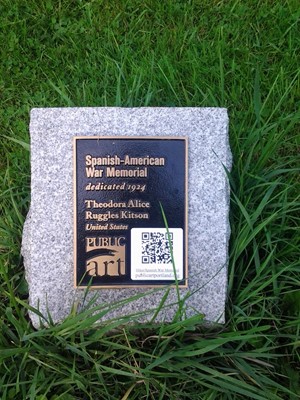 Spanish-American
War Memorial
dedicated 1924
Theodora Alice
Ruggles Kitson
United States
PUBLIC
art